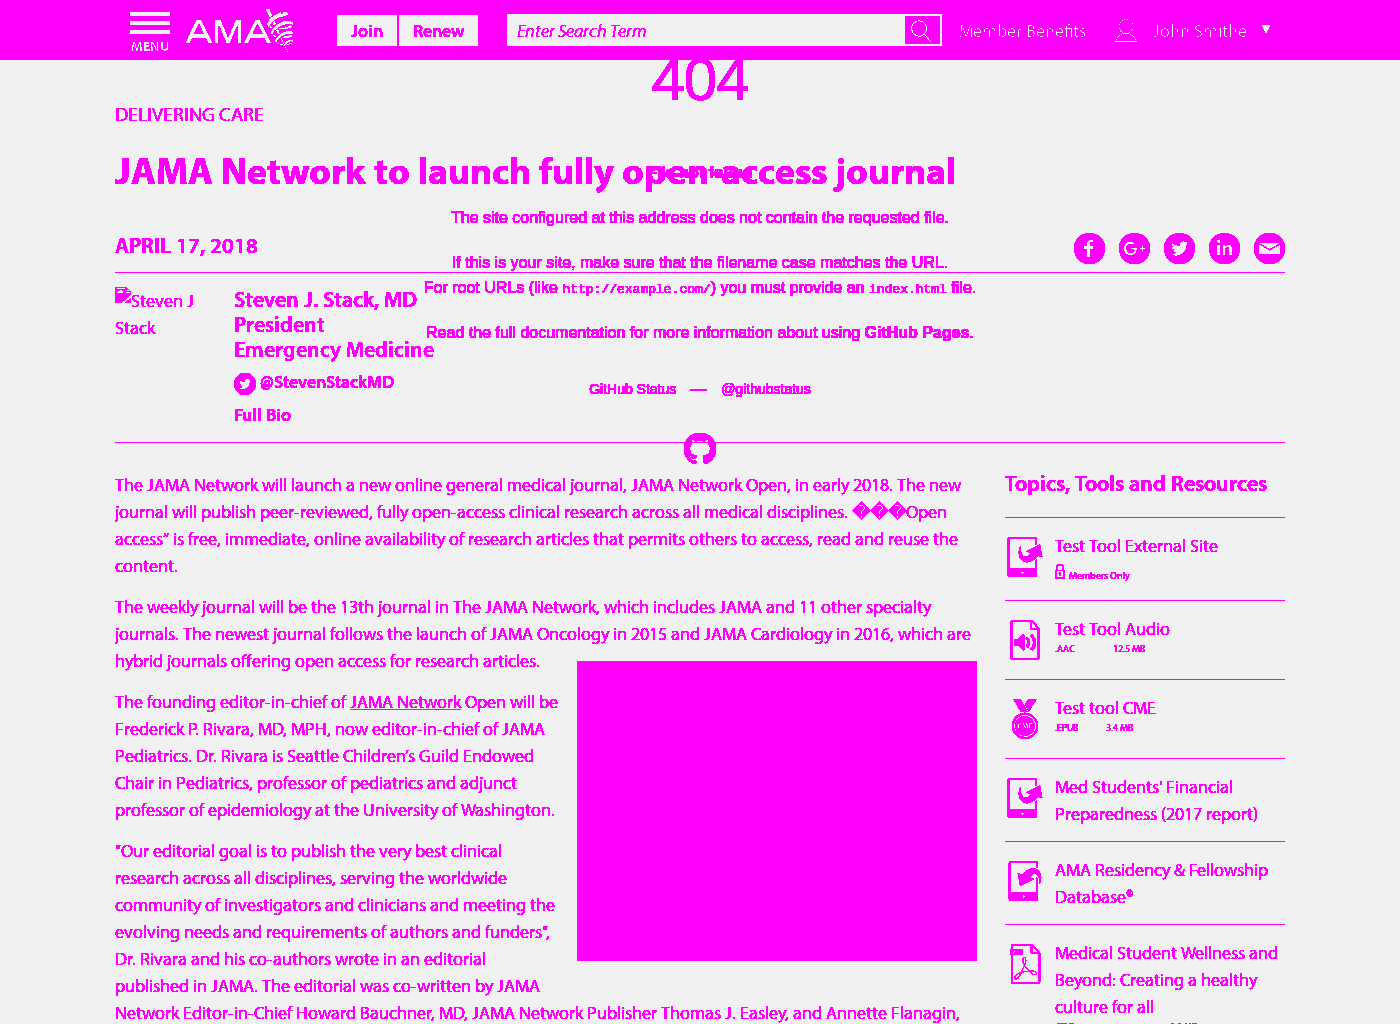 MENU
AMA
Join
Renew
Enter Search Term
Member Benefits
John Smithe
404
DELIVERING CARE
JAMA Network to launch fully open-access journal
The site configured at this address does not contain the requested file.
APRIL 17, 2018
If this is your site, make sure that the filename case matches the URL.
For root URLs (like http://example.com/) you must provide an index.html file.
Read the full documentation for more information about using GitHub Pages.
GitHub Status — @githubstatus
Steven J
Stack
Steven J. Stack, MD
President
Emergency Medicine
@StevenStackMD
Full Bio
The JAMA Network will launch a new online general medical journal, JAMA Network Open, in early 2018. The new
journal will publish peer-reviewed, fully open-access clinical research across all medical disciplines. ���Open
access” is free, immediate, online availability of research articles that permits others to access, read and reuse the
content.
The weekly journal will be the 13th journal in The JAMA Network, which includes JAMA and 11 other specialty
journals. The newest journal follows the launch of JAMA Oncology in 2015 and JAMA Cardiology in 2016, which are
hybrid journals offering open access for research articles.
The founding editor-in-chief of JAMA Network Open will be
Frederick P. Rivara, MD, MPH, now editor-in-chief of JAMA
Pediatrics. Dr. Rivara is Seattle Children’s Guild Endowed
Chair in Pediatrics, professor of pediatrics and adjunct
professor of epidemiology at the University of Washington.
"Our editorial goal is to publish the very best clinical
research across all disciplines, serving the worldwide
community of investigators and clinicians and meeting the
evolving needs and requirements of authors and funders",
Dr. Rivara and his co-authors wrote in an editorial
published in JAMA. The editorial was co-written by JAMA
Network Editor-in-Chief Howard Bauchner, MD, JAMA Network Publisher Thomas J. Easley, and Annette Flanagin,
Topics, Tools and Resources
Test Tool External Site
Members Only
Test Tool Audio
.AAC 12.5 MB
Test tool CME
.EPUB 3.4 MB
Med Students' Financial
Preparedness (2017 report)
AMA Residency & Fellowship
Database®
Medical Student Wellness and
Beyond: Creating a healthy
culture for all